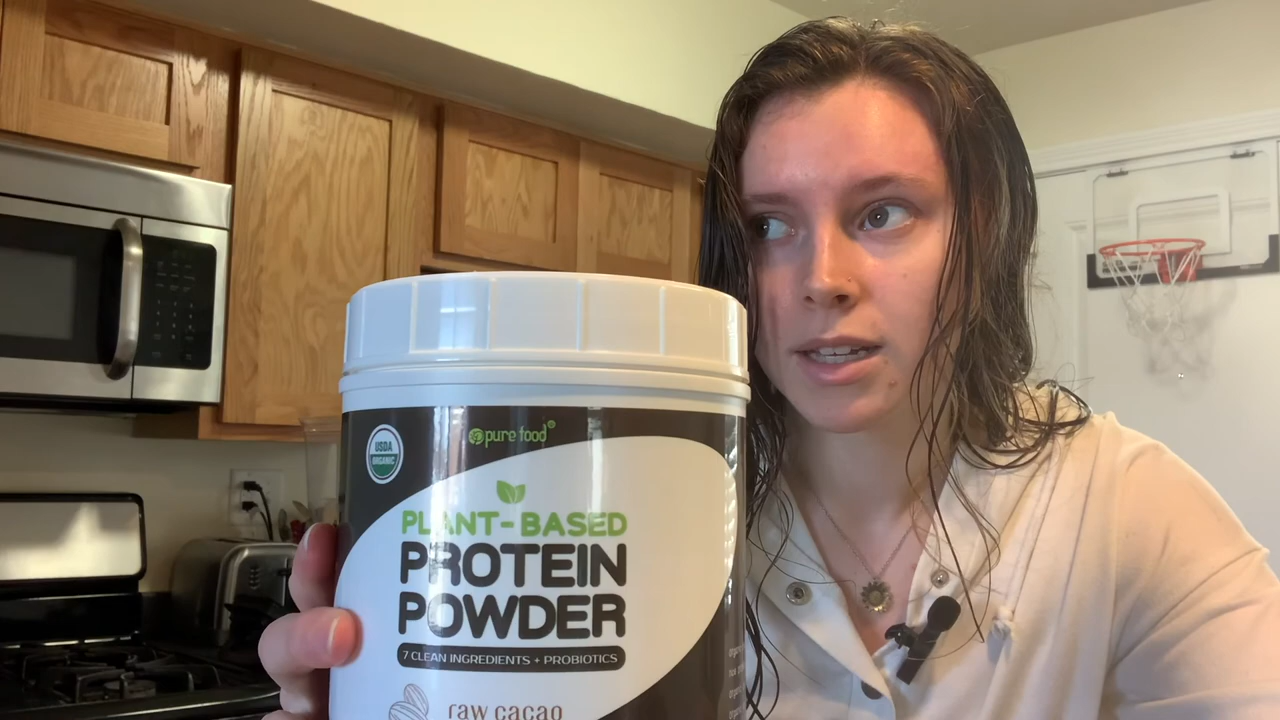 USDA
ORGANIC
pure food
PLANT-BASED
PROTEIN
POWDER
7 CLEAN INGREDIENTS + PROBIOTICS
raw cacao